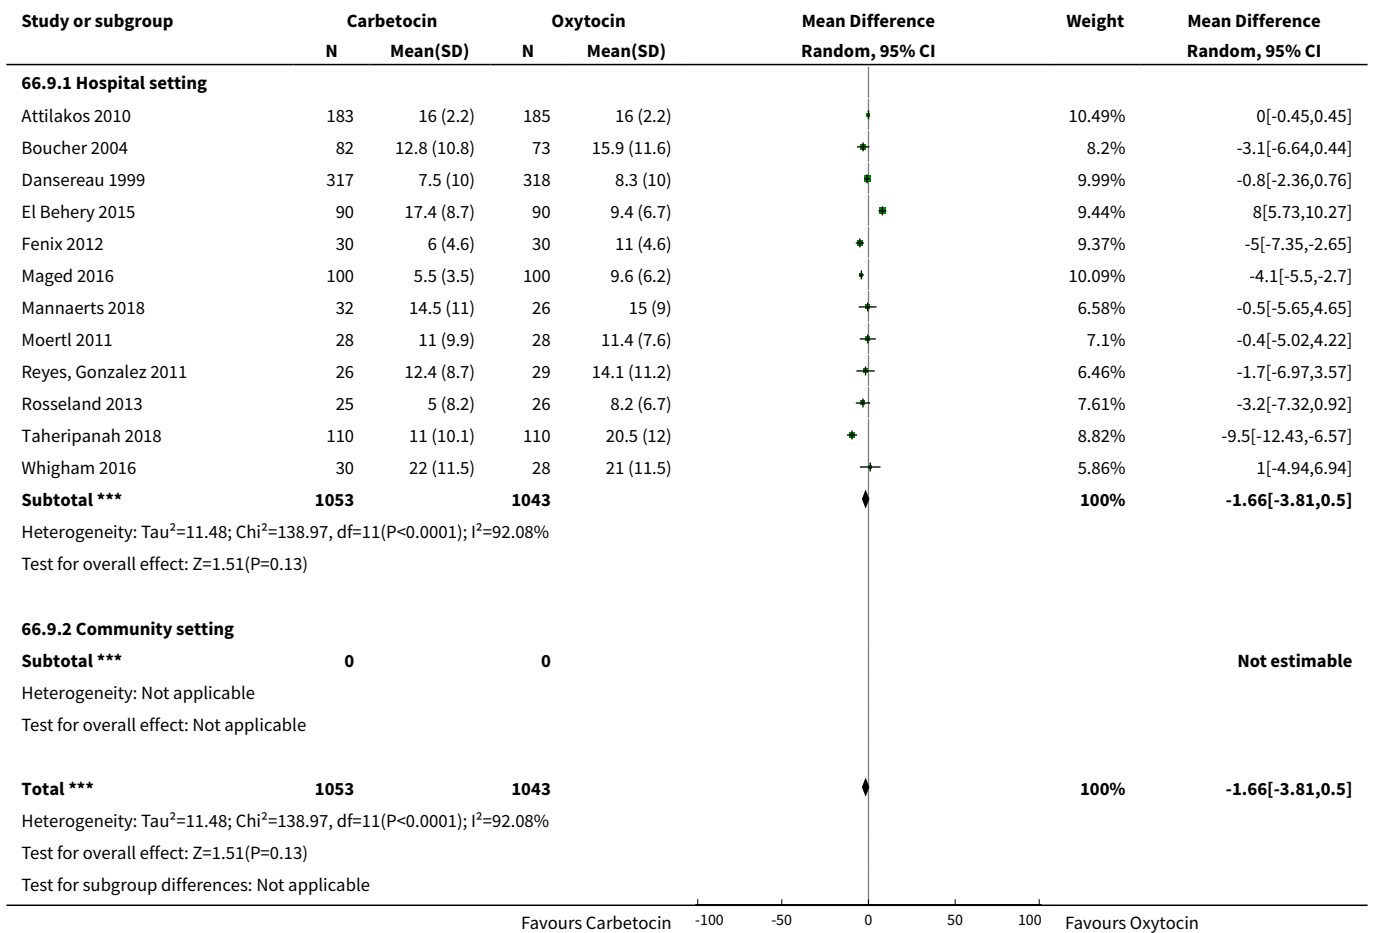 Study or subgroup Carbetocin Oxytocin Mean Difference Weight Mean Difference
N Mean(SD) N Mean(SD) Random, 95% CI Random, 95% CI
66.9.1 Hospital setting
Attilakos 2010 183 16 (2.2) 185 16 (2.2) 10.49% 0[-0.45,0.45]
Boucher 2004 82 12.8 (10.8) 73 15.9 (11.6) 8.2% -3.1[-6.64,0.44]
Dansereau 1999 317 7.5 (10) 318 8.3 (10) 9.99% -0.8[-2.36,0.76]
El Behery 2015 90 17.4 (8.7) 90 9.4 (6.7) 9.44% 8[5.73,10.27]
Fenix 2012 30 6 (4.6) 30 11 (4.6) 9.37% -5[-7.35,-2.65]
Maged 2016 100 5.5 (3.5) 100 9.6 (6.2) 10.09% -4.1[-5.5,-2.7]
Mannaerts 2018 32 14.5 (11) 26 15 (9) 6.58% -0.5[-5.65,4.65]
Moertl 2011 28 11 (9.9) 28 11.4 (7.6) 7.1% -0.4[-5.02,4.22]
Reyes, Gonzalez 2011 26 12.4 (8.7) 29 14.1 (11.2) 6.46% -1.7[-6.97,3.57]
Rosseland 2013 25 5 (8.2) 26 8.2 (6.7) 7.61% -3.2[-7.32,0.92]
Taheripanah 2018 110 11 (10.1) 110 20.5 (12) 8.82% -9.5[-12.43,-6.57]
Whigham 2016 30 22 (11.5) 28 21 (11.5) 5.86% 1[-4.94,6.94]
Subtotal *** 1053 1043 100% -1.66[-3.81,0.5]
Heterogeneity: Tau²=11.48; Chi²=138.97, df=11(P<0.0001); I²=92.08%
Test for overall effect: Z=1.51(P=0.13)
66.9.2 Community setting
Subtotal *** 0 0 Not estimable
Heterogeneity: Not applicable
Test for overall effect: Not applicable
Total *** 1053 1043 100% -1.66[-3.81,0.5]
Heterogeneity: Tau²=11.48; Chi²=138.97, df=11(P<0.0001); I²=92.08%
Test for overall effect: Z=1.51(P=0.13)
Test for subgroup differences: Not applicable
Favours Carbetocin -100 -50 0 50 100 Favours Oxytocin